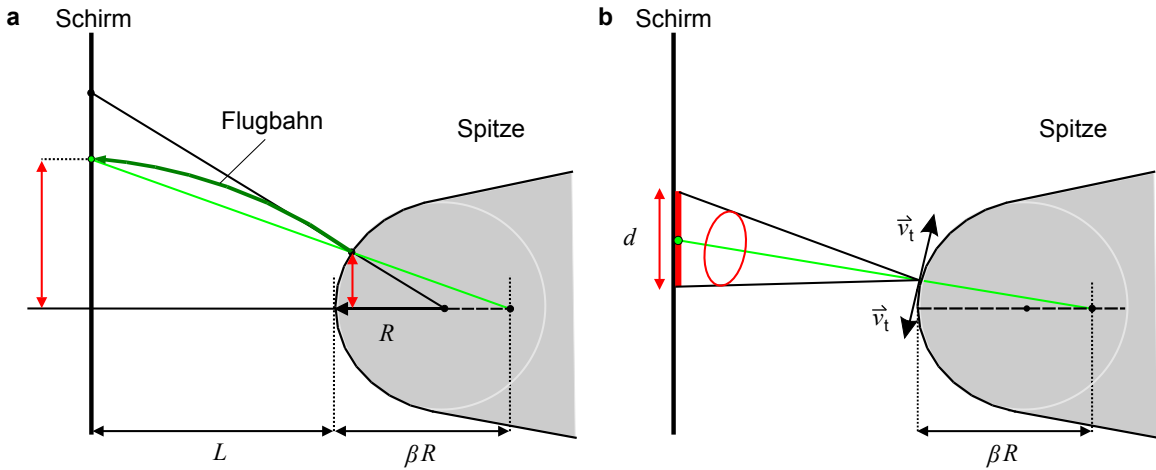 a
Schirm
Flugbahn
Spitze
R
L
βR
b
Schirm
Spitze
d
v⃗t
v⃗t
βR